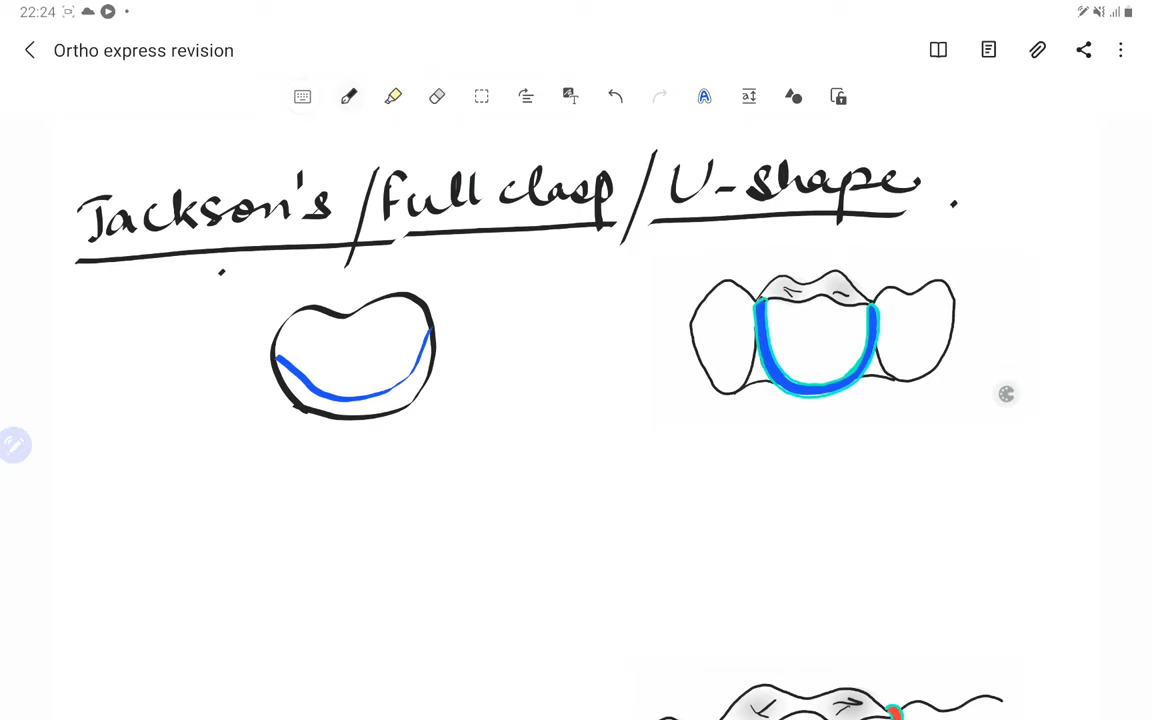 22:24
Ortho express revision
Jackson's / Full clasp / U-shape.